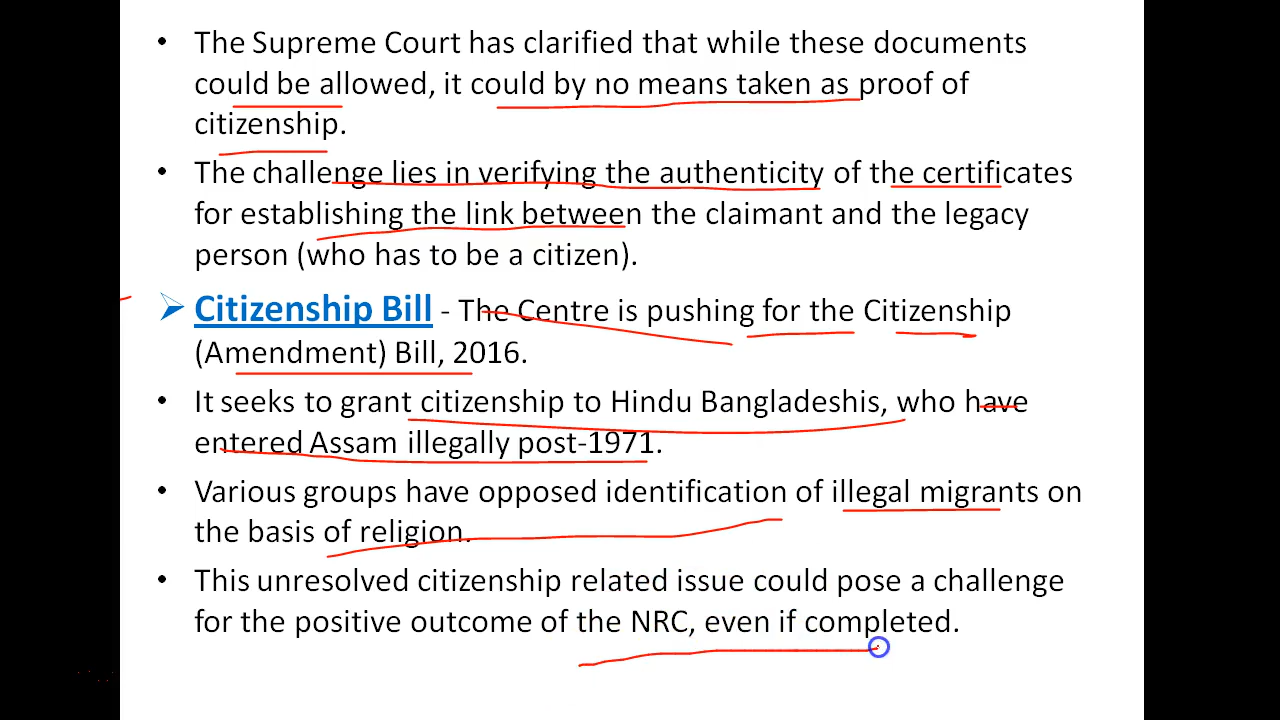 • The Supreme Court has clarified that while these documents
could be allowed, it could by no means taken as proof of
citizenship.
• The challenge lies in verifying the authenticity of the certificates
for establishing the link between the claimant and the legacy
person (who has to be a citizen).
➢ Citizenship Bill - The Centre is pushing for the Citizenship
(Amendment) Bill, 2016.
• It seeks to grant citizenship to Hindu Bangladeshis, who have
entered Assam illegally post-1971.
• Various groups have opposed identification of illegal migrants on
the basis of religion.
• This unresolved citizenship related issue could pose a challenge
for the positive outcome of the NRC, even if completed.